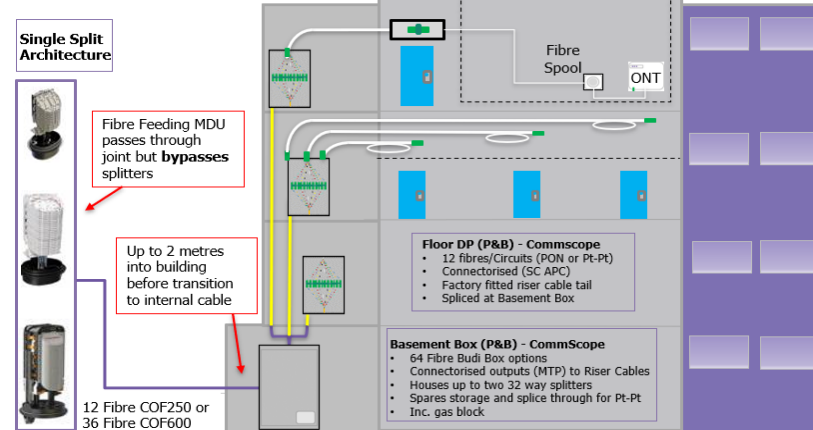 Single Split
Architecture
Fibre Feeding MDU
passes through
joint but bypasses
splitters
Up to 2 metres
into building
before transition
to internal cable
12 Fibre COF250 or
36 Fibre COF600
Fibre
Spool
ONT
Floor DP (P&B) - Commscope
• 12 fibres/Circuits (PON or Pt-Pt)
• Connectorised (SC APC)
• Factory fitted riser cable tail
• Spliced at Basement Box
Basement Box (P&B) - CommScope
• 64 Fibre Budi Box options
• Connectorised outputs (MTP) to Riser Cables
• Houses up to two 32 way splitters
• Spares storage and splice through for Pt-Pt
• Inc. gas block